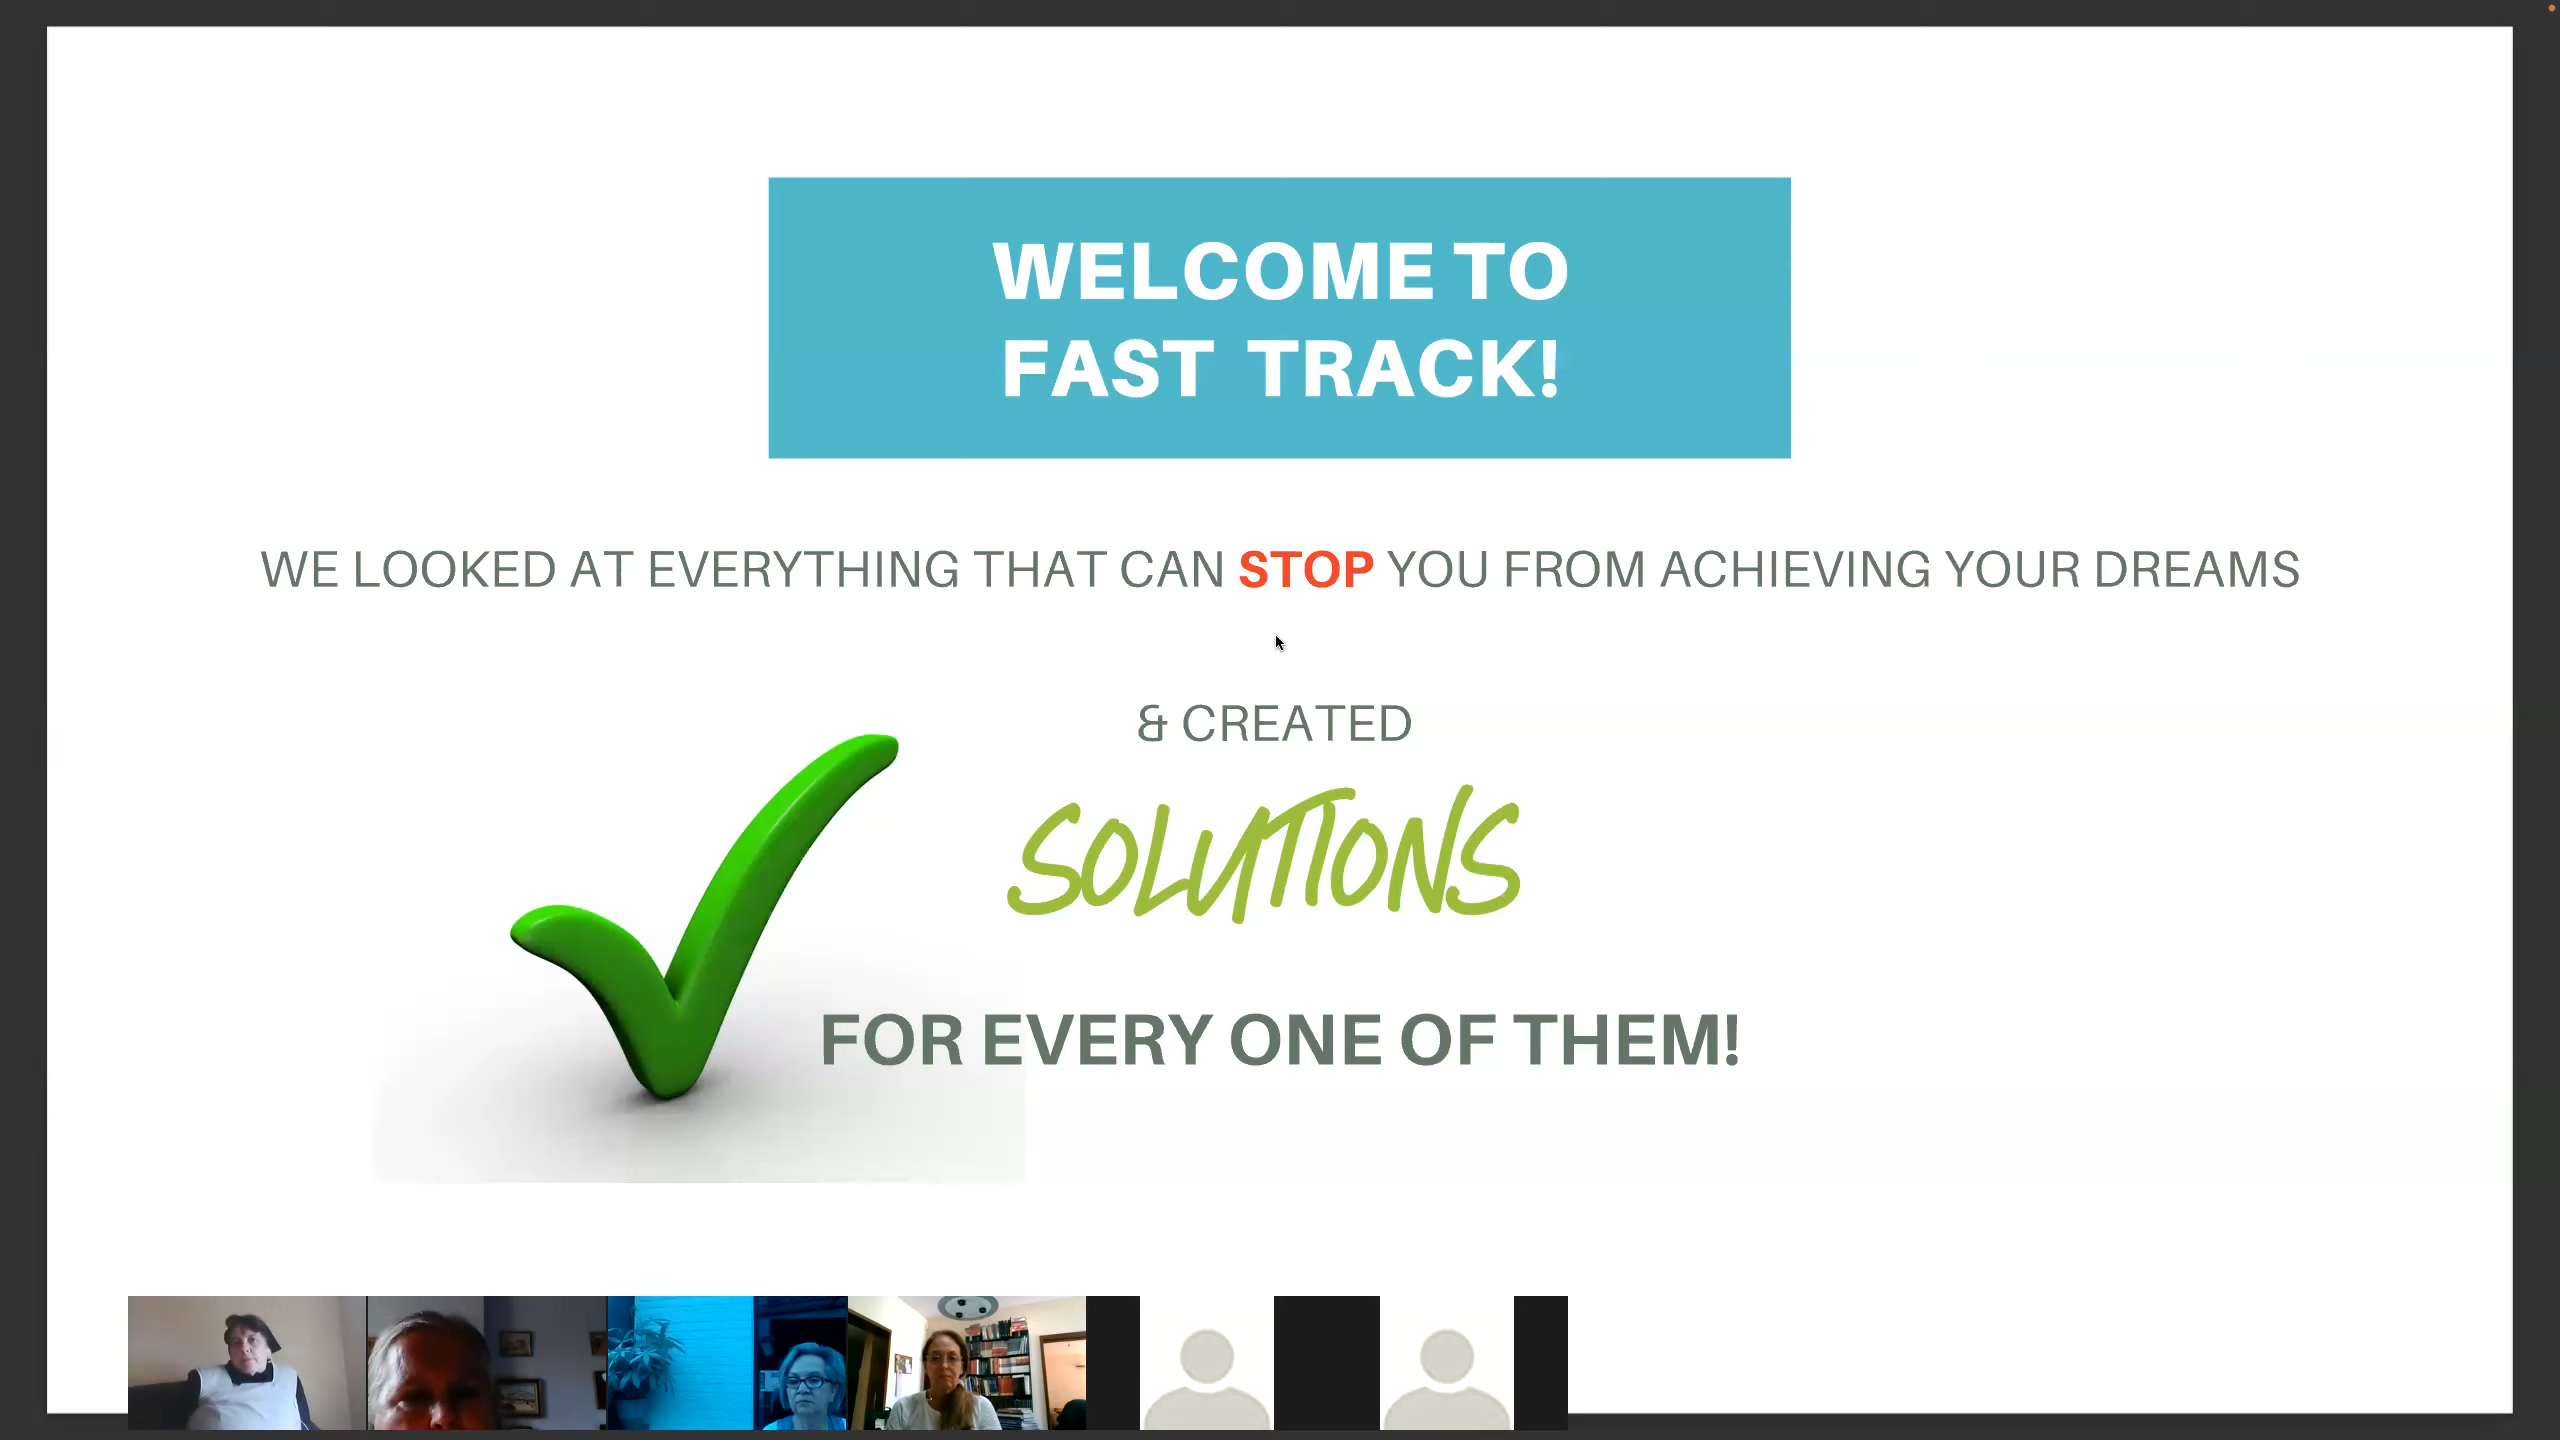 WELCOME TO
FAST TRACK!
WE LOOKED AT EVERYTHING THAT CAN STOP YOU FROM ACHIEVING YOUR DREAMS
& CREATED
SOLUTIONS
FOR EVERY ONE OF THEM!